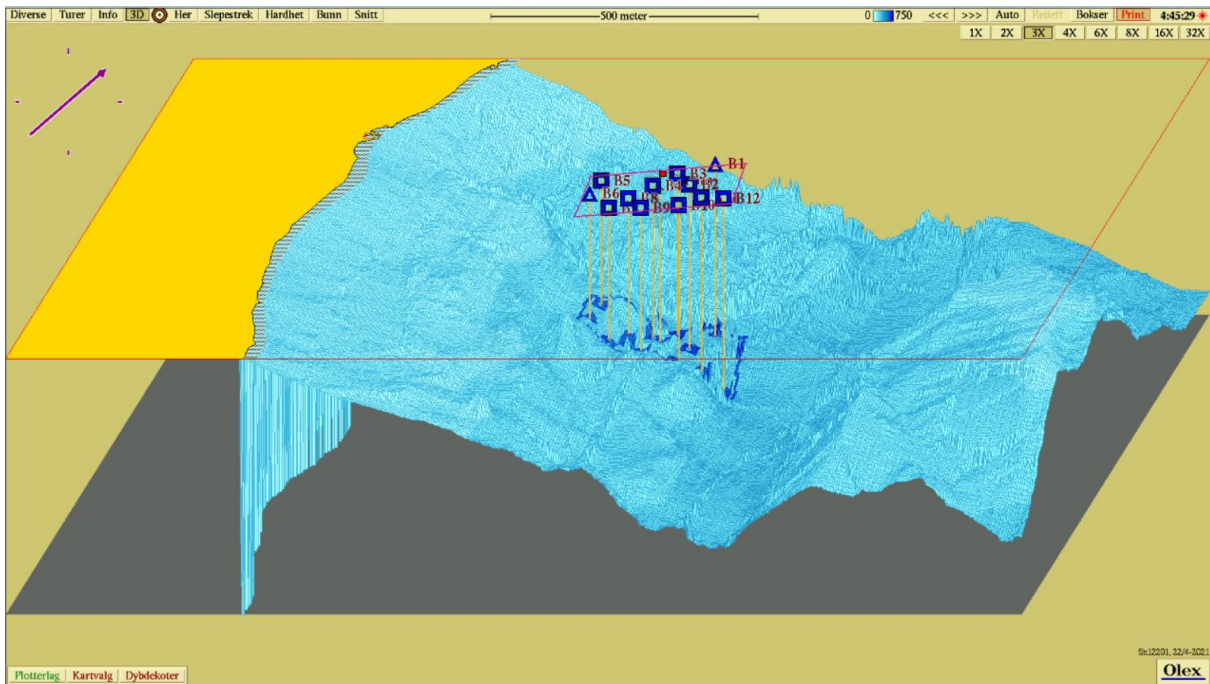 Diverse Turer Info 3D Her Slepestrek Hardhet Bunn Snitt 500 meter 0 750 <<< >>> Auto Relieff Bokser Print 4:45:29
1X 2X 3X 4X 6X 8X 16X 32X
B1
B3
B5 B4
B6 B8 B12
B9
Sn12201, 22/4-2021
Plotterlag Kartvalg Dybdekoter Olex